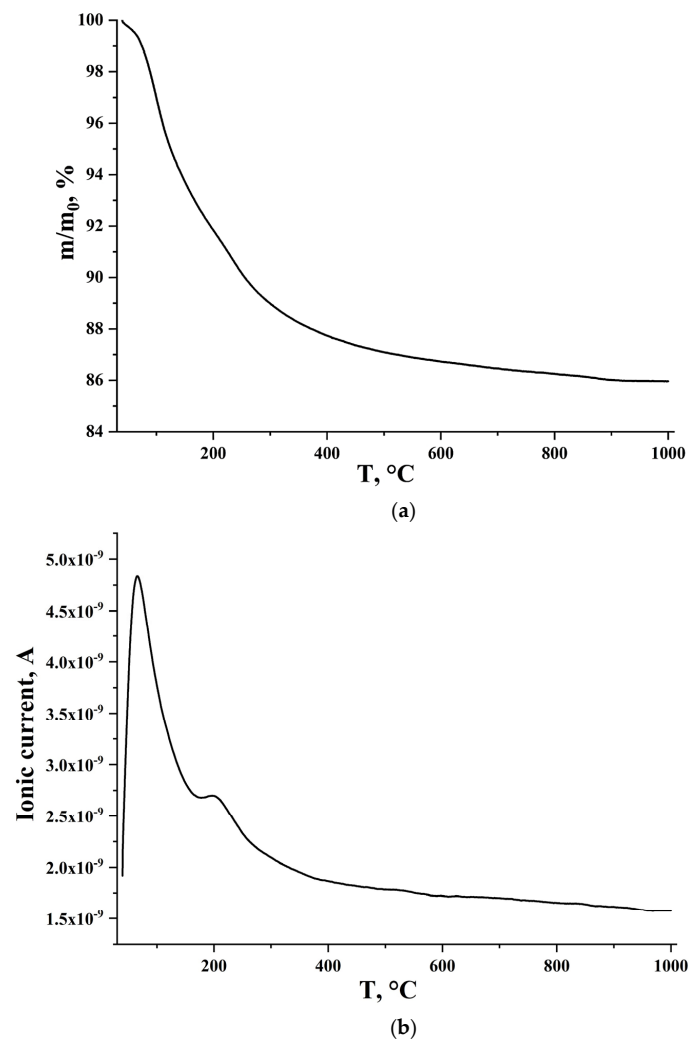 100
98
96
94
92
90
88
86
84
m/m₀, %
200
400
600
800
1000
T, °C
(a)
5.0x10⁻⁹
4.5x10⁻⁹
4.0x10⁻⁹
3.5x10⁻⁹
3.0x10⁻⁹
2.5x10⁻⁹
2.0x10⁻⁹
1.5x10⁻⁹
Ionic current, A
200
400
600
800
1000
T, °C
(b)